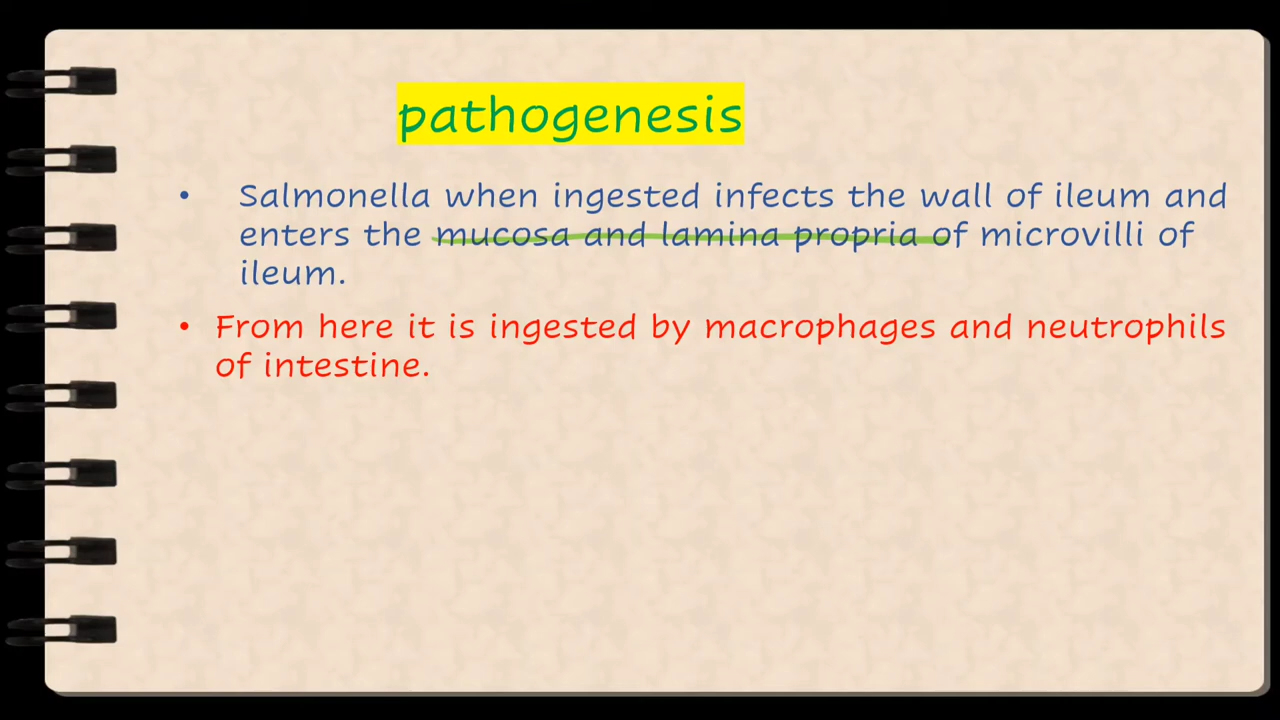 pathogenesis
• Salmonella when ingested infects the wall of ileum and
enters the mucosa and lamina propria of microvilli of
ileum.
• From here it is ingested by macrophages and neutrophils
of intestine.